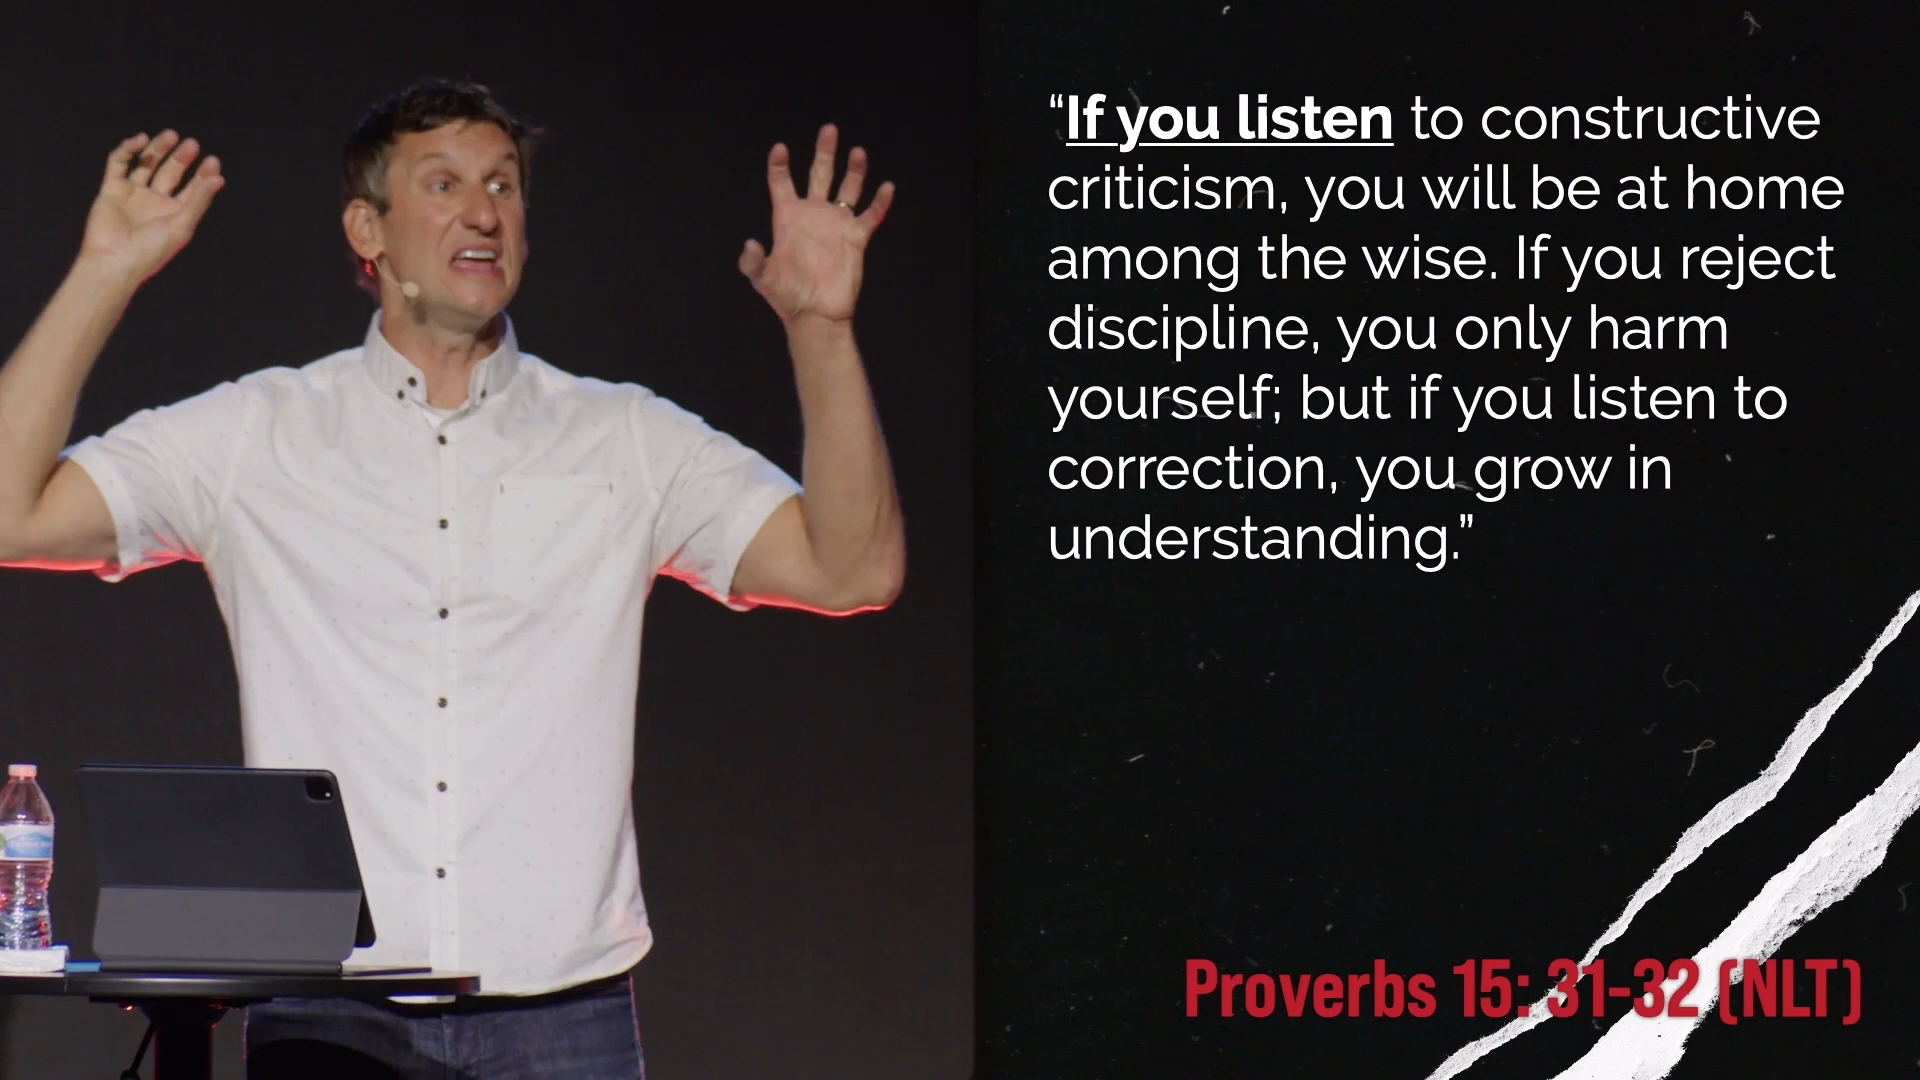 “If you listen to constructive
criticism, you will be at home
among the wise. If you reject
discipline, you only harm
yourself; but if you listen to
correction, you grow in
understanding.”
Proverbs 15: 31-32 (NLT)